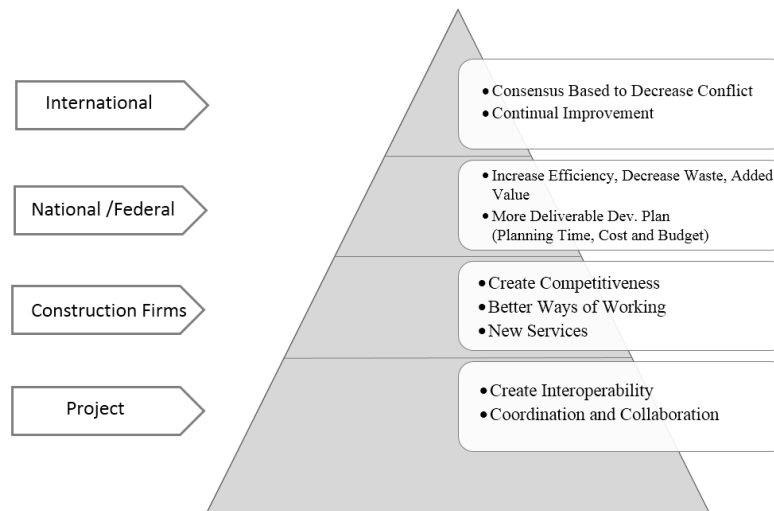 International
• Consensus Based to Decrease Conflict
• Continual Improvement
National /Federal
• Increase Efficiency, Decrease Waste, Added
Value
• More Deliverable Dev. Plan
(Planning Time, Cost and Budget)
Construction Firms
• Create Competitiveness
• Better Ways of Working
• New Services
Project
• Create Interoperability
• Coordination and Collaboration